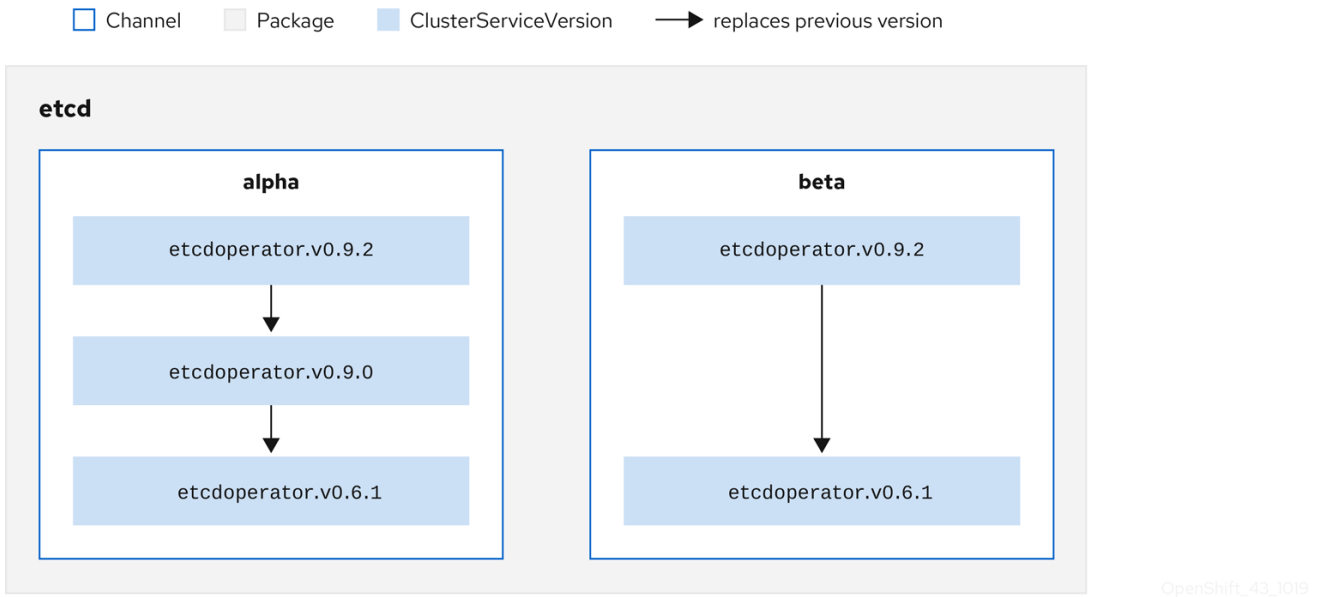 Channel Package ClusterServiceVersion replaces previous version
etcd
alpha
etcdoperator.v0.9.2
etcdoperator.v0.9.0
etcdoperator.v0.6.1
beta
etcdoperator.v0.9.2
etcdoperator.v0.6.1
OpenShift_43_1019